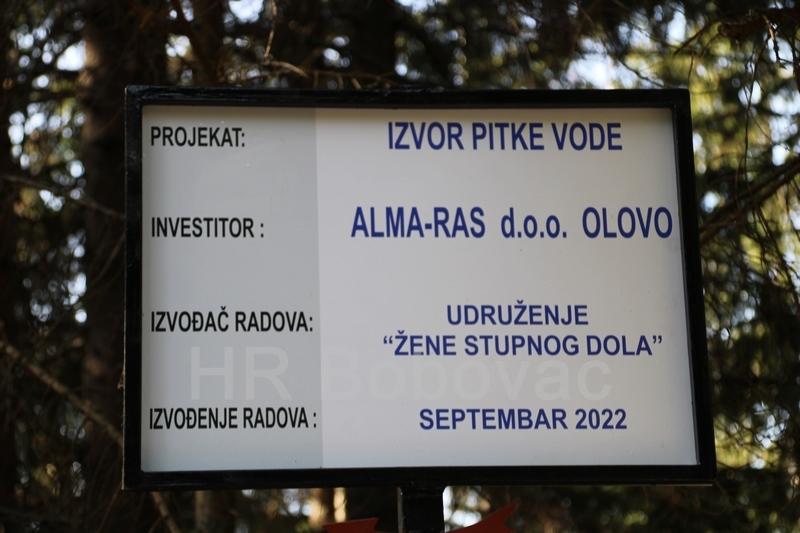 PROJEKAT: IZVOR PITKE VODE
INVESTITOR : ALMA-RAS d.o.o. OLOVO
IZVOĐAČ RADOVA: UDRUŽENJE
“ŽENE STUPNOG DOLA”
HR Bobovac
IZVOĐENJE RADOVA : SEPTEMBAR 2022